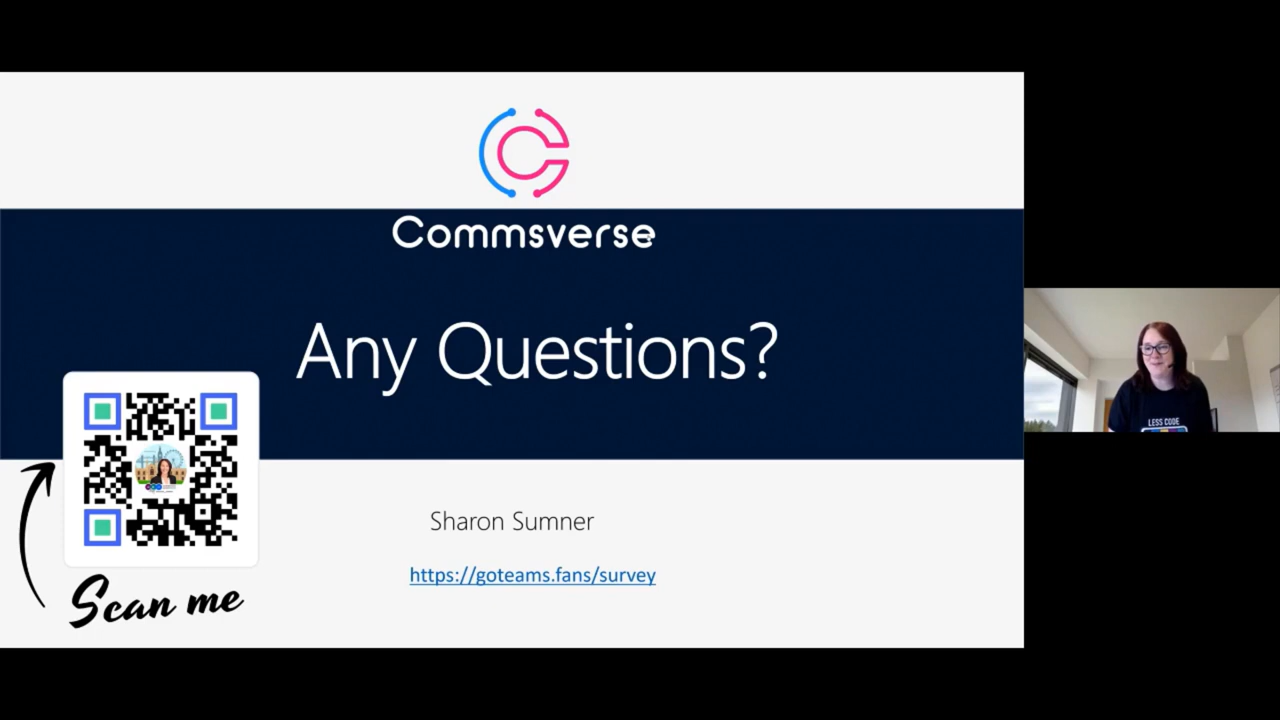 Commsverse
Any Questions?
Sharon Sumner
https://goteams.fans/survey
Scan me
LESS CODE